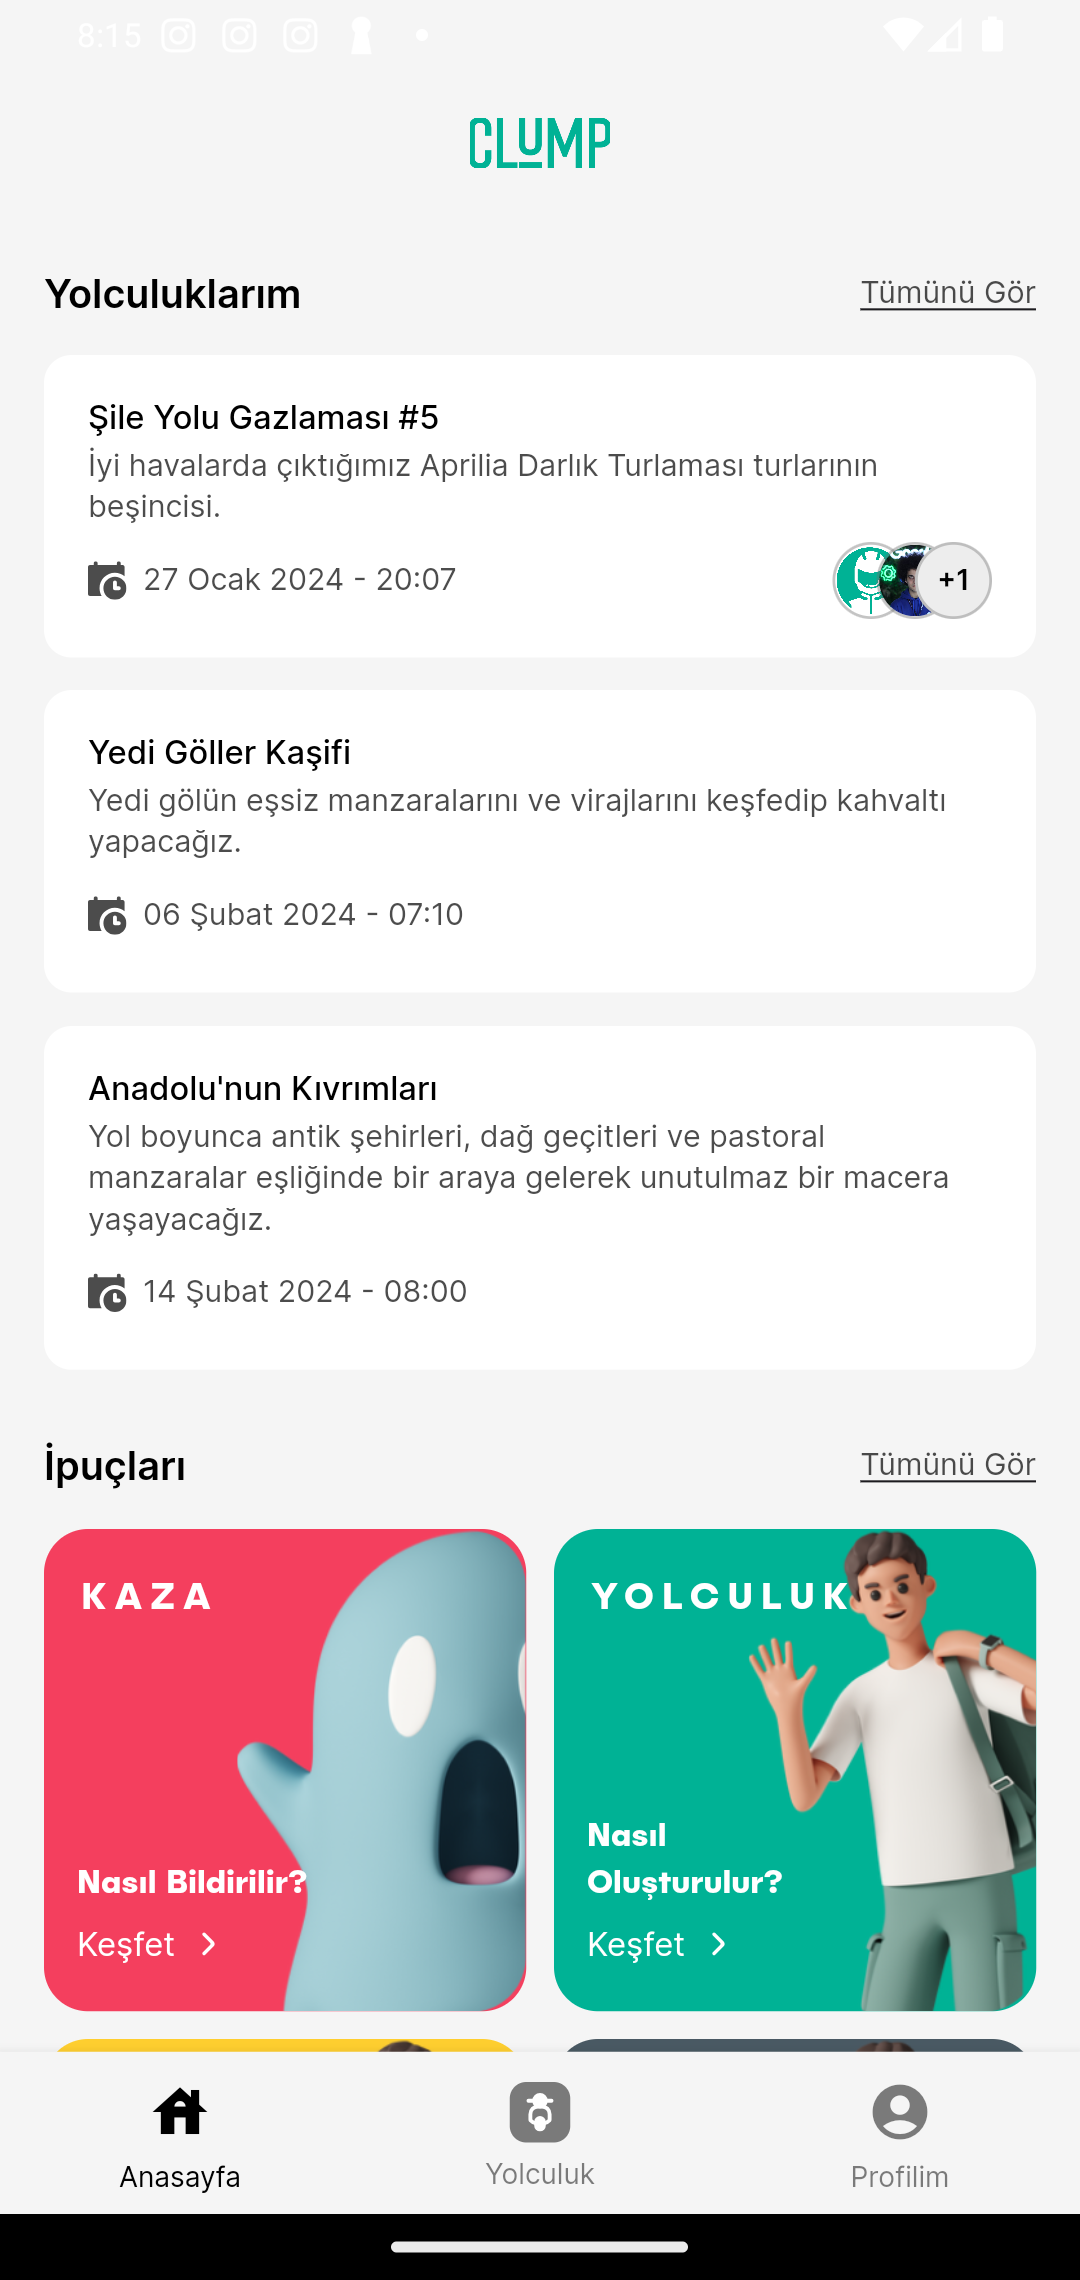 8:15
CLUMP
Yolculuklarım
Tümünü Gör
Şile Yolu Gazlaması #5
İyi havalarda çıktığımız Aprilia Darlık Turlaması turlarının
beşincisi.
27 Ocak 2024 - 20:07
+1
Yedi Göller Kaşifi
Yedi gölün eşsiz manzaralarını ve virajlarını keşfedip kahvaltı
yapacağız.
06 Şubat 2024 - 07:10
Anadolu'nun Kıvrımları
Yol boyunca antik şehirleri, dağ geçitleri ve pastoral
manzaralar eşliğinde bir araya gelerek unutulmaz bir macera
yaşayacağız.
14 Şubat 2024 - 08:00
İpuçları
Tümünü Gör
KAZA
Nasıl Bildirilir?
Keşfet
YOLCULUK
Nasıl
Oluşturulur?
Keşfet
Anasayfa
Yolculuk
Profilim